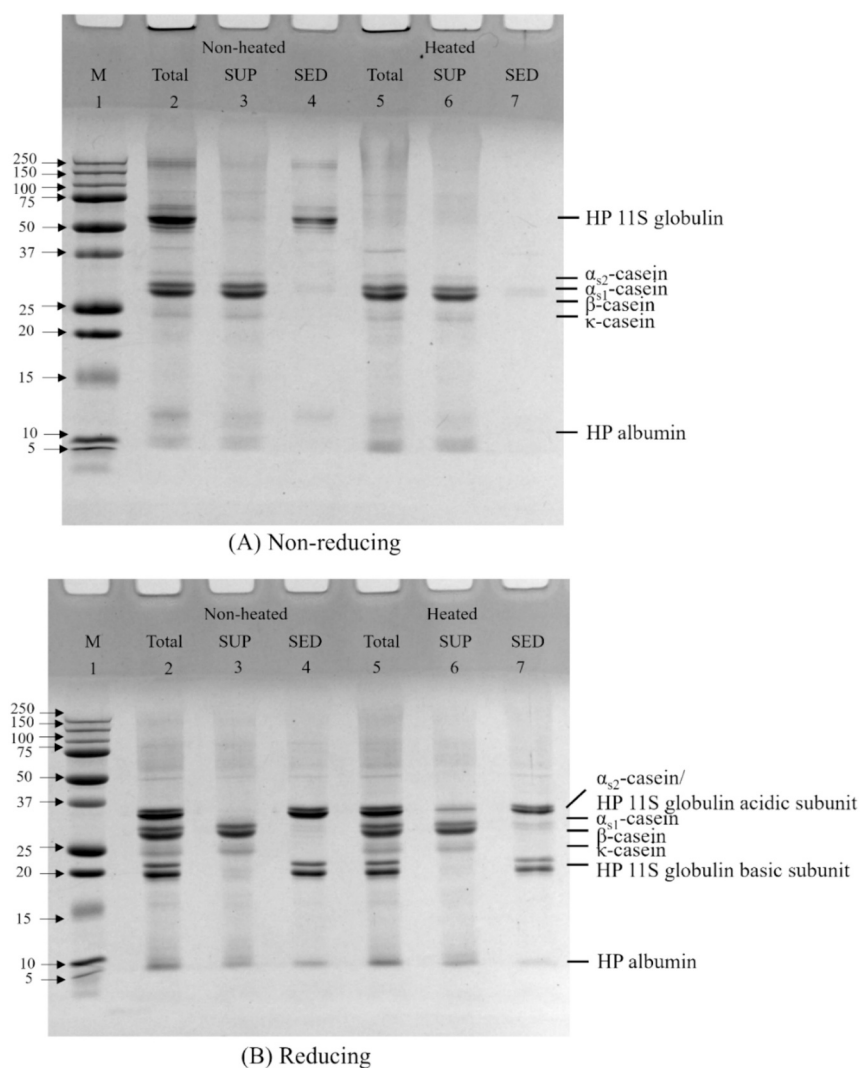 Non-heated Heated
M Total SUP SED Total SUP SED
1 2 3 4 5 6 7
250
150
100
75
50
37
25
20
15
10
5
HP 11S globulin
αs2-casein
αs1-casein
β-casein
κ-casein
HP albumin
(A) Non-reducing
Non-heated Heated
M Total SUP SED Total SUP SED
1 2 3 4 5 6 7
250
150
100
75
50
37
25
20
15
10
5
αs2-casein/
HP 11S globulin acidic subunit
αs1-casein
β-casein
κ-casein
HP 11S globulin basic subunit
HP albumin
(B) Reducing